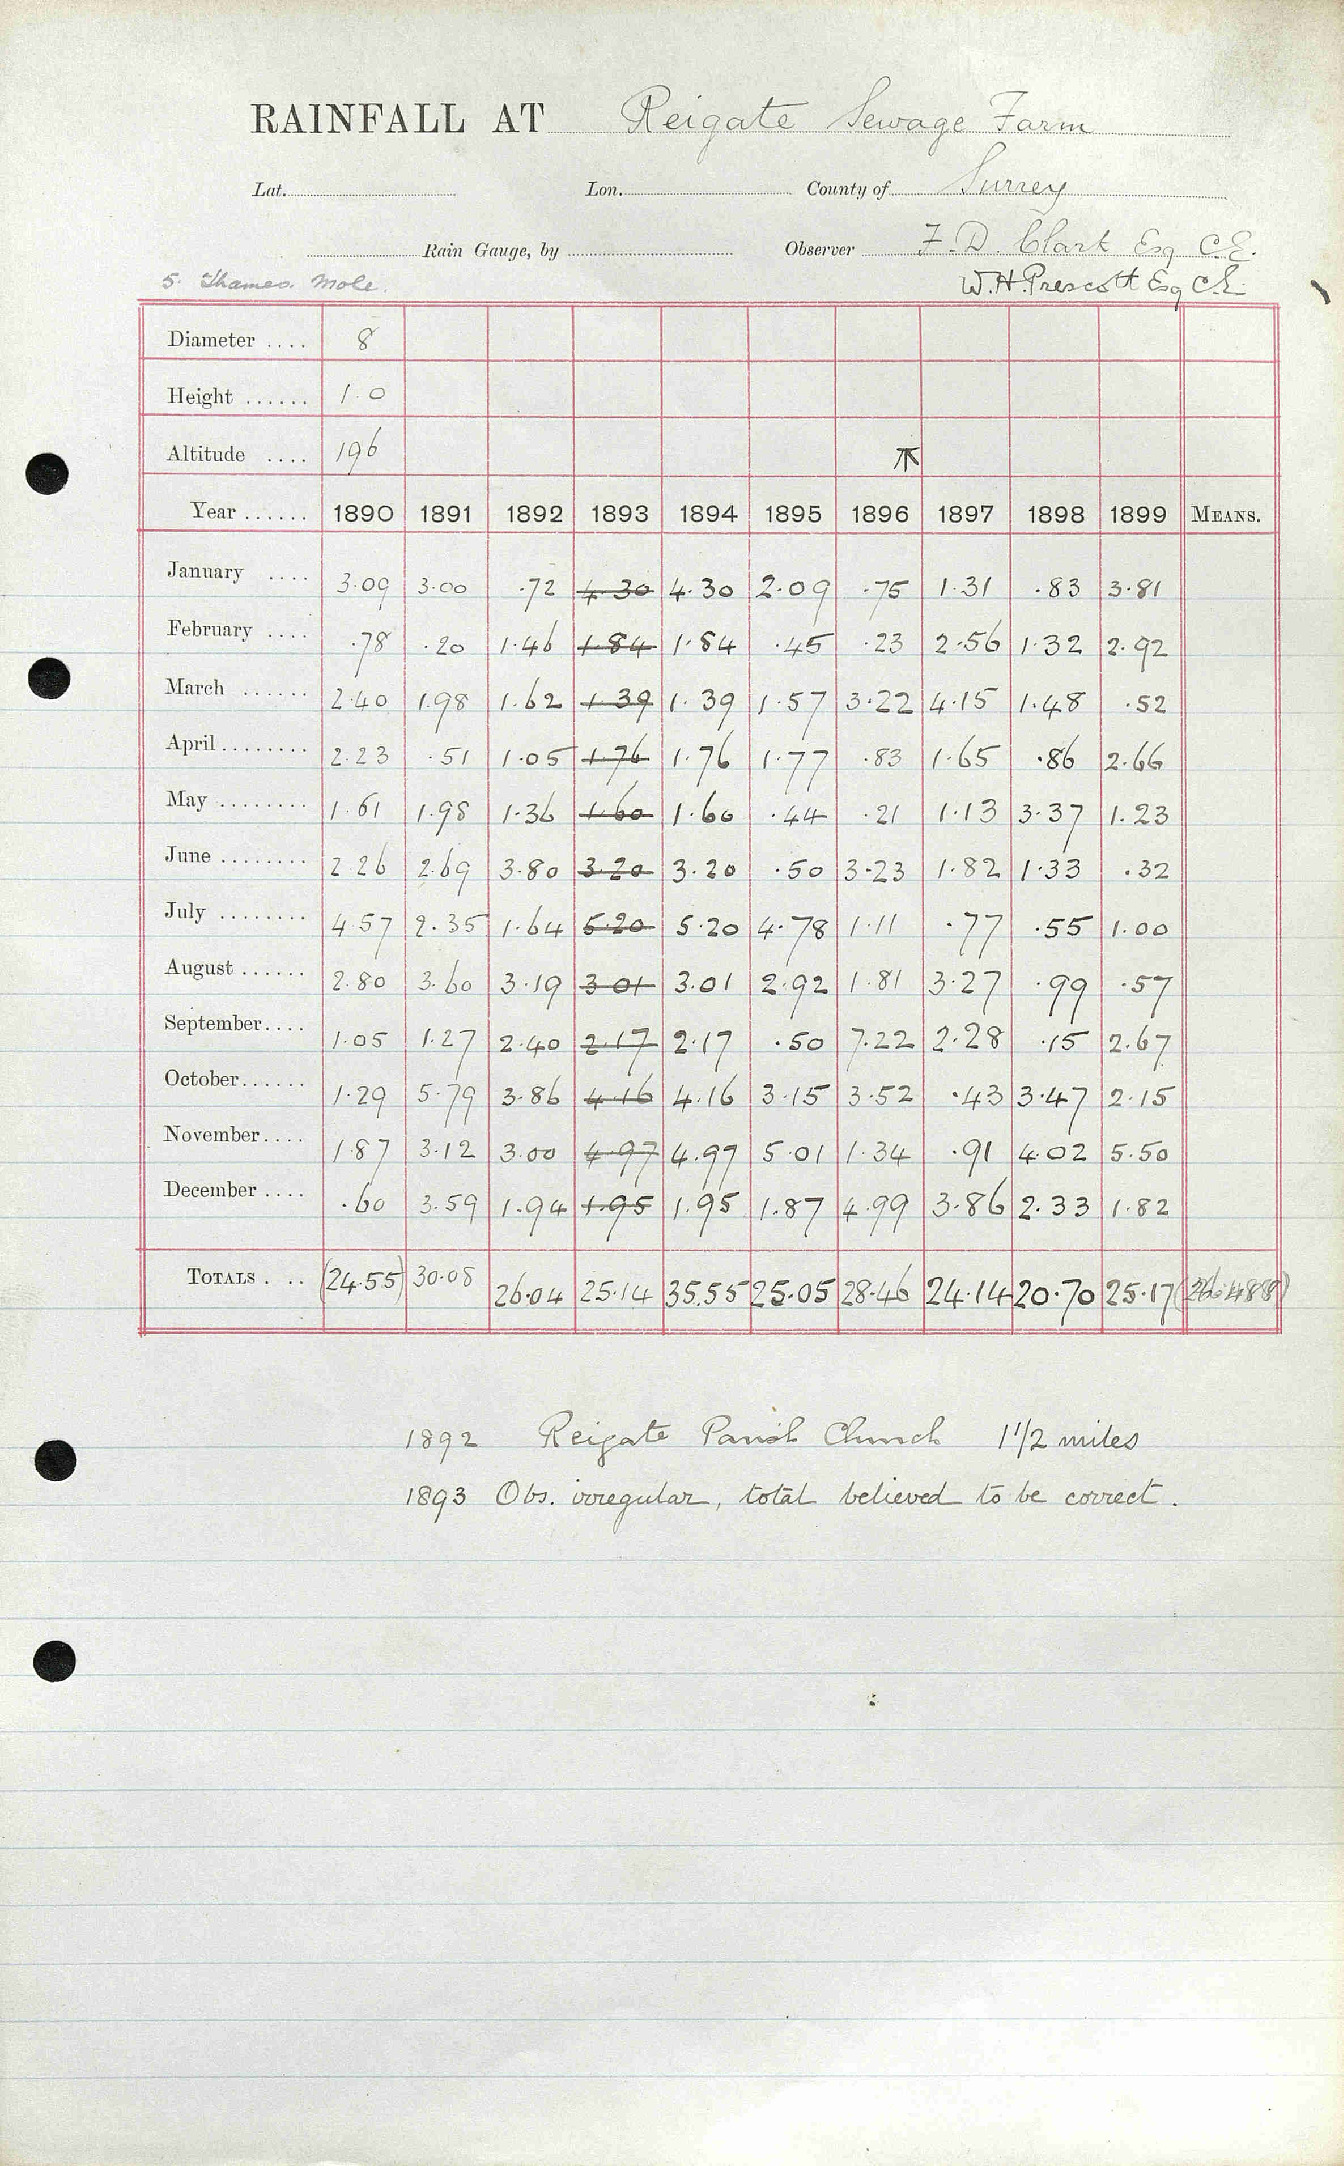 RAINFALL AT Reigate Sewage Farm
Lat. Lon. County of Surrey
Rain Gauge, by Observer F. D. Clark Esq C.E.
5. Thames. Mole. W. H. Prescott Esq C.E.
Diameter .... 8
Height ...... 1.0
Altitude .... 196
Year ...... 1890 1891 1892 1893 1894 1895 1896 1897 1898 1899 MEANS.
January .... 3.09 3.00 .72 4.30 4.30 2.09 .75 1.31 .83 3.81
February .... .78 .20 1.46 1.84 1.84 .45 .23 2.56 1.32 2.92
March ...... 2.40 1.98 1.62 1.39 1.39 1.57 3.22 4.15 1.48 .52
April ........ 2.23 .51 1.05 1.76 1.76 1.77 .83 1.65 .86 2.66
May ........ 1.61 1.98 1.36 1.60 1.60 .44 .21 1.13 3.37 1.23
June ........ 2.26 2.69 3.80 3.20 3.20 .50 3.23 1.82 1.33 .32
July ........ 4.57 2.35 1.64 5.20 5.20 4.78 1.11 .77 .55 1.00
August ...... 2.80 3.60 3.19 3.01 3.01 2.92 1.81 3.27 .99 .57
September .... 1.05 1.27 2.40 2.17 2.17 .50 7.22 2.28 .15 2.67
October ...... 1.29 5.79 3.86 4.16 4.16 3.15 3.52 .43 3.47 2.15
November .... 1.87 3.12 3.00 4.97 4.97 5.01 1.34 .91 4.02 5.50
December .... .60 3.59 1.94 1.95 1.95 1.87 4.99 3.86 2.33 1.82
TOTALS . .. (24.55) 30.08 26.04 25.14 35.55 25.05 28.46 24.14 20.70 25.17 (26.488)
1892 Reigate Parish Church 1 1/2 miles
1893 Obs. irregular, total believed to be correct.